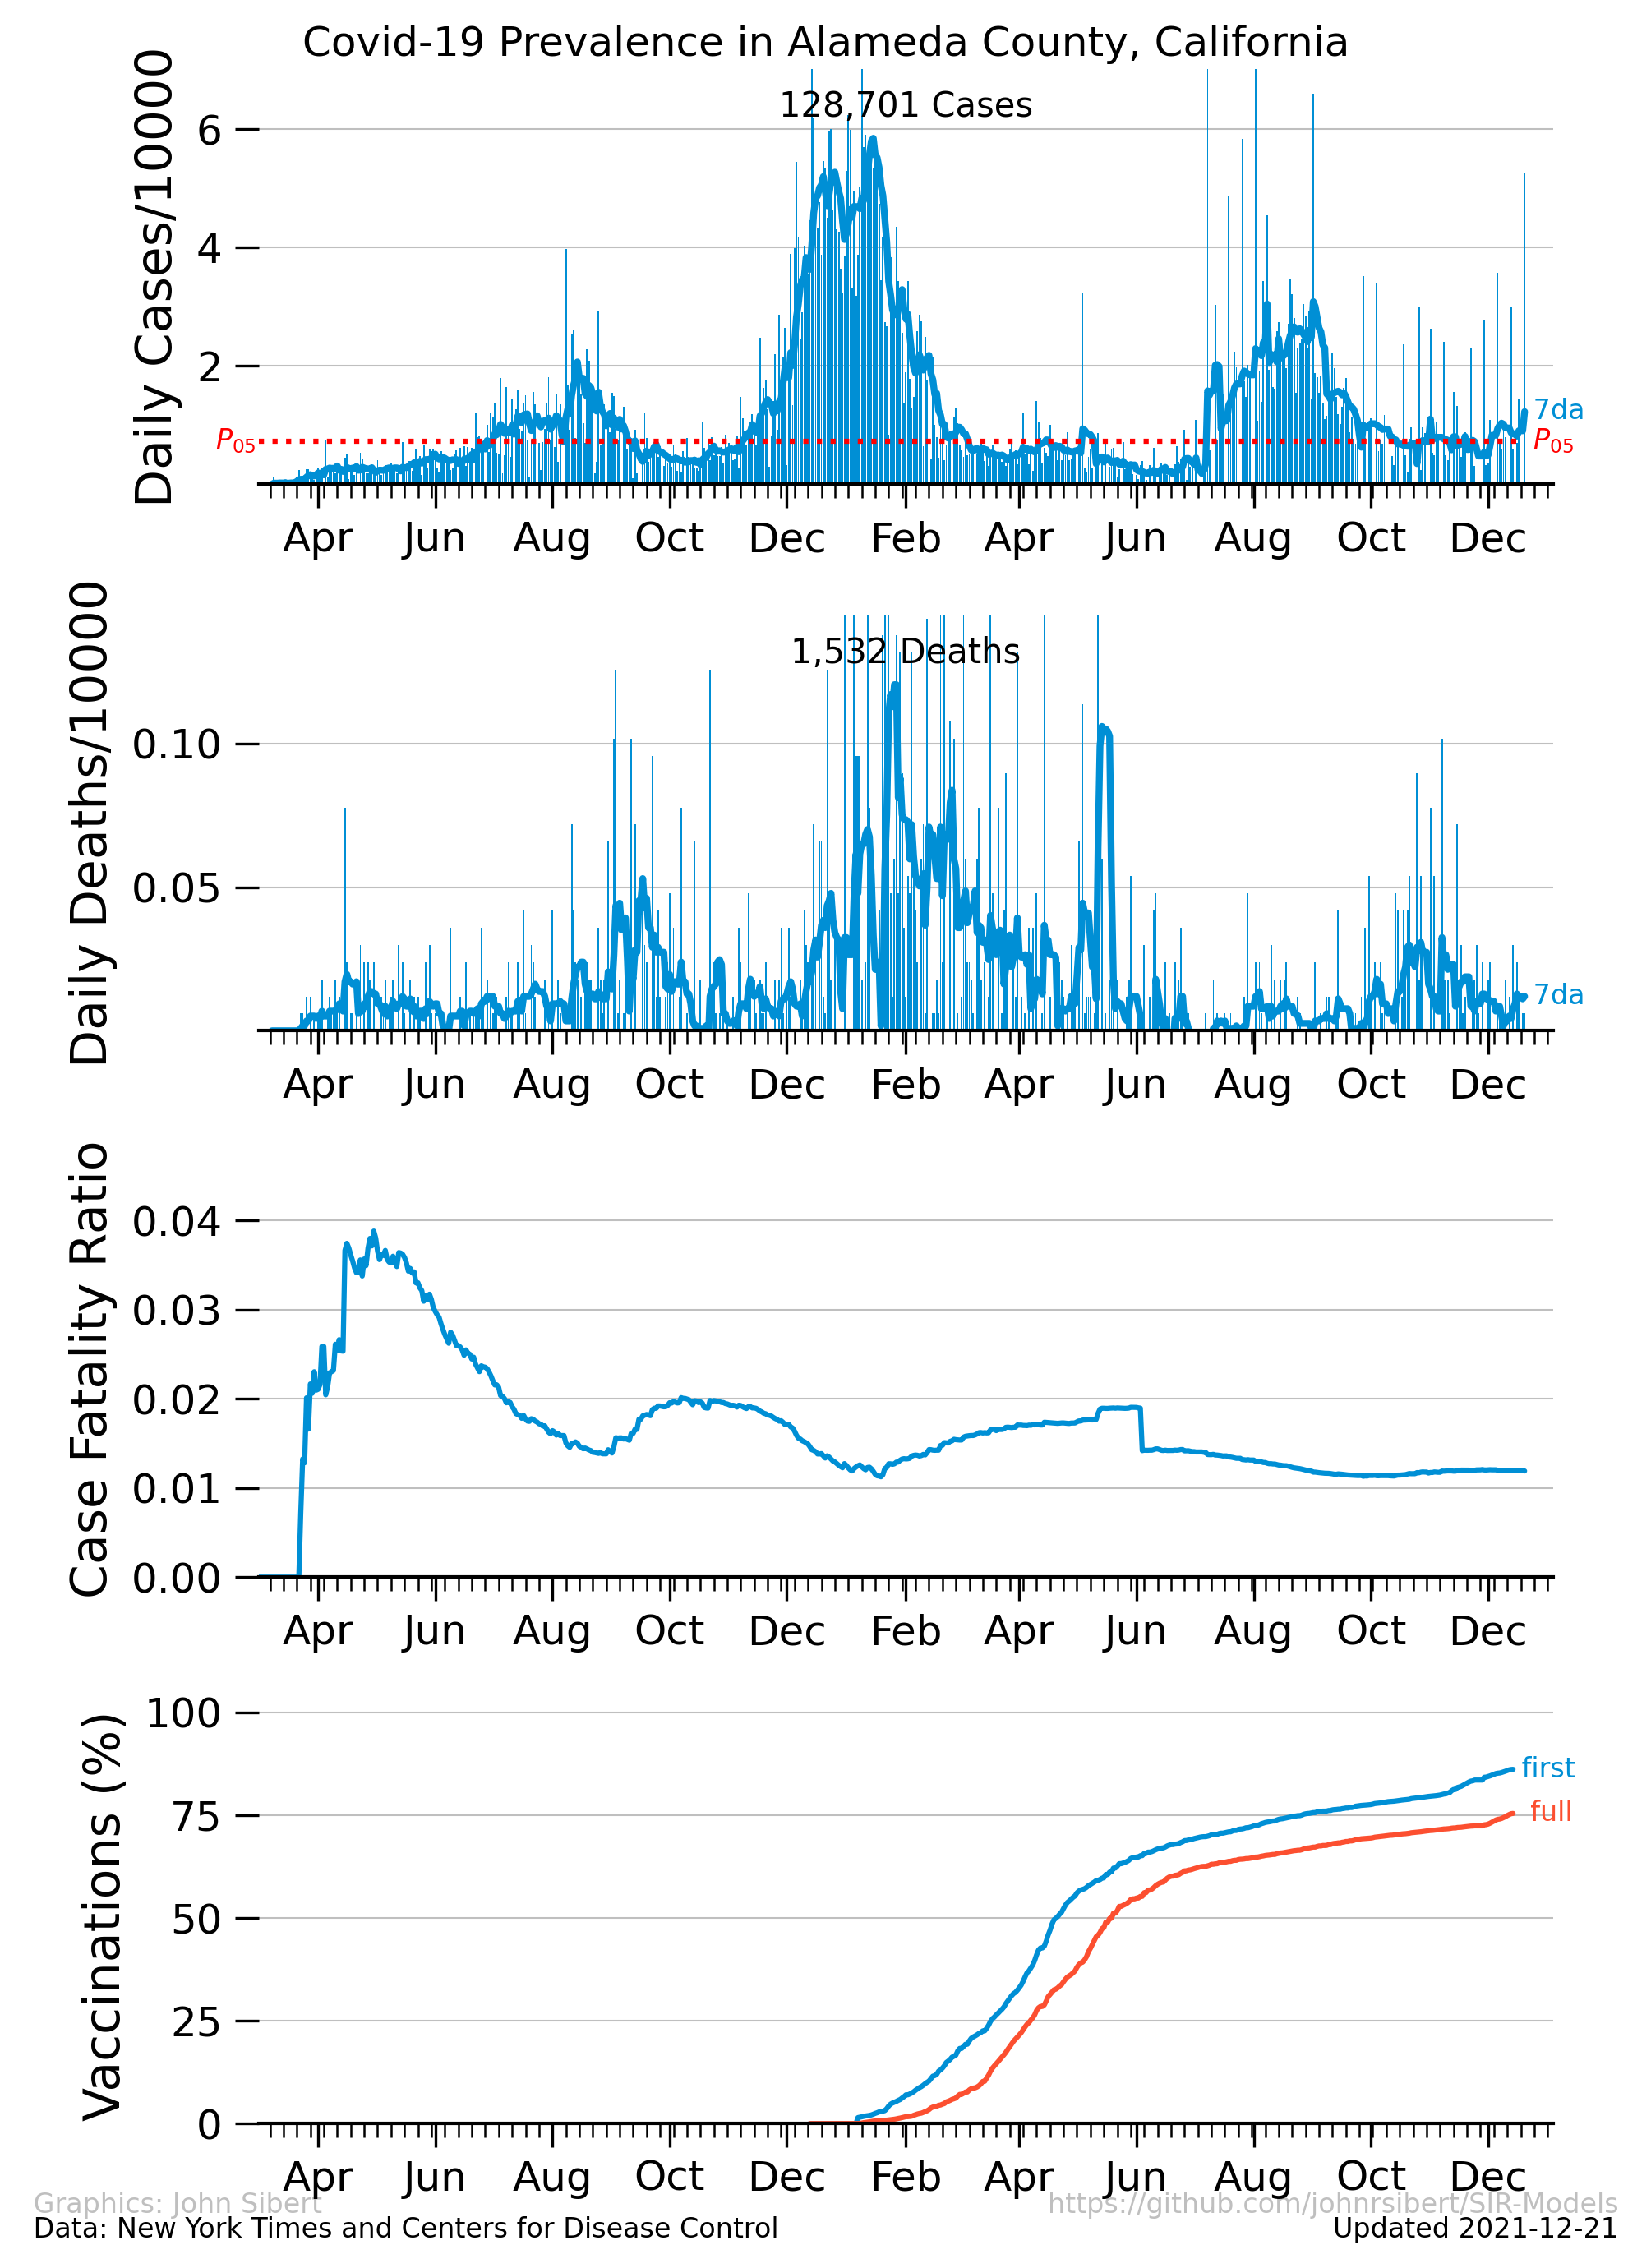 Covid-19 Prevalence in Alameda County, California
Daily Cases/10000
128,701 Cases
6
4
2
P05
7da
P05
Apr Jun Aug Oct Dec Feb Apr Jun Aug Oct Dec
Daily Deaths/10000
1,532 Deaths
0.10
0.05
7da
Apr Jun Aug Oct Dec Feb Apr Jun Aug Oct Dec
Case Fatality Ratio
0.04
0.03
0.02
0.01
0.00
Apr Jun Aug Oct Dec Feb Apr Jun Aug Oct Dec
Vaccinations (%)
100
75
50
25
0
first
full
Apr Jun Aug Oct Dec Feb Apr Jun Aug Oct Dec
Graphics: John Sibert
https://github.com/johnrsibert/SIR-Models
Data: New York Times and Centers for Disease Control
Updated 2021-12-21